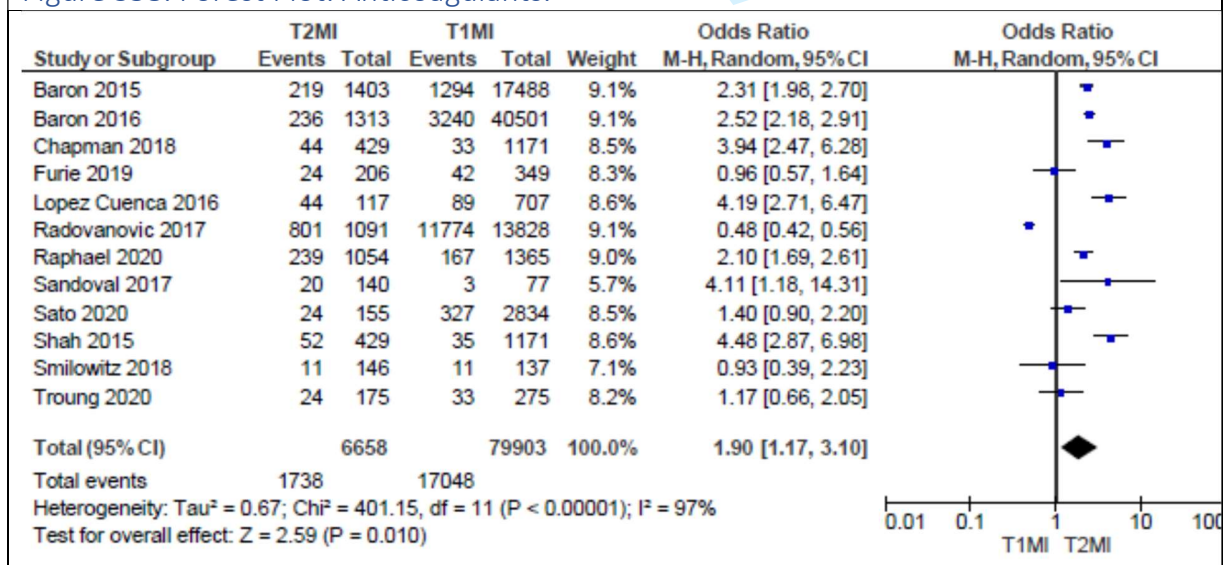 T2MI T1MI Odds Ratio Odds Ratio
Study or Subgroup Events Total Events Total Weight M-H, Random, 95% CI M-H, Random, 95% CI
Baron 2015 219 1403 1294 17488 9.1% 2.31 [1.98, 2.70]
Baron 2016 236 1313 3240 40501 9.1% 2.52 [2.18, 2.91]
Chapman 2018 44 429 33 1171 8.5% 3.94 [2.47, 6.28]
Furie 2019 24 206 42 349 8.3% 0.96 [0.57, 1.64]
Lopez Cuenca 2016 44 117 89 707 8.6% 4.19 [2.71, 6.47]
Radovanovic 2017 801 1091 11774 13828 9.1% 0.48 [0.42, 0.56]
Raphael 2020 239 1054 167 1365 9.0% 2.10 [1.69, 2.61]
Sandoval 2017 20 140 3 77 5.7% 4.11 [1.18, 14.31]
Sato 2020 24 155 327 2834 8.5% 1.40 [0.90, 2.20]
Shah 2015 52 429 35 1171 8.6% 4.48 [2.87, 6.98]
Smilowitz 2018 11 146 11 137 7.1% 0.93 [0.39, 2.23]
Troung 2020 24 175 33 275 8.2% 1.17 [0.66, 2.05]
Total (95% CI) 6658 79903 100.0% 1.90 [1.17, 3.10]
Total events 1738 17048
Heterogeneity: Tau² = 0.67; Chi² = 401.15, df = 11 (P < 0.00001); I² = 97%
Test for overall effect: Z = 2.59 (P = 0.010)
0.01 0.1 1 10 100
T1MI T2MI